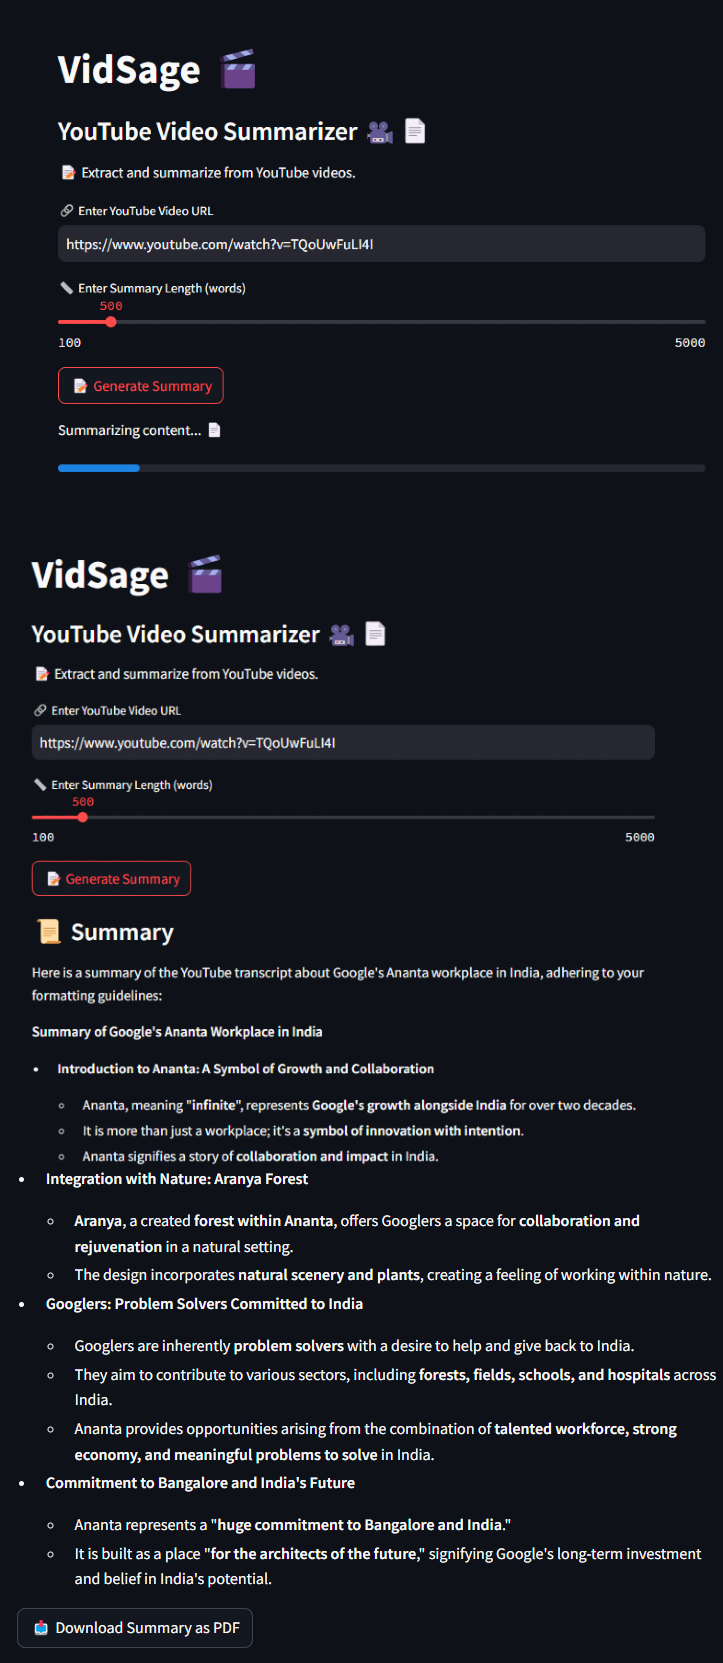 VidSage 🎬
YouTube Video Summarizer 🎥 📄
📝 Extract and summarize from YouTube videos.
🔗 Enter YouTube Video URL
https://www.youtube.com/watch?v=TQoUwFuLI4I
📏 Enter Summary Length (words)
500
100 5000
📝 Generate Summary
Summarizing content... 📄
VidSage 🎬
YouTube Video Summarizer 🎥 📄
📝 Extract and summarize from YouTube videos.
🔗 Enter YouTube Video URL
https://www.youtube.com/watch?v=TQoUwFuLI4I
📏 Enter Summary Length (words)
500
100 5000
📝 Generate Summary
📜 Summary
Here is a summary of the YouTube transcript about Google's Ananta workplace in India, adhering to your
formatting guidelines:
Summary of Google's Ananta Workplace in India
• Introduction to Ananta: A Symbol of Growth and Collaboration
◦ Ananta, meaning "infinite", represents Google's growth alongside India for over two decades.
◦ It is more than just a workplace; it's a symbol of innovation with intention.
◦ Ananta signifies a story of collaboration and impact in India.
• Integration with Nature: Aranya Forest
◦ Aranya, a created forest within Ananta, offers Googlers a space for collaboration and
rejuvenation in a natural setting.
◦ The design incorporates natural scenery and plants, creating a feeling of working within nature.
• Googlers: Problem Solvers Committed to India
◦ Googlers are inherently problem solvers with a desire to help and give back to India.
◦ They aim to contribute to various sectors, including forests, fields, schools, and hospitals across
India.
◦ Ananta provides opportunities arising from the combination of talented workforce, strong
economy, and meaningful problems to solve in India.
• Commitment to Bangalore and India's Future
◦ Ananta represents a "huge commitment to Bangalore and India."
◦ It is built as a place "for the architects of the future," signifying Google's long-term investment
and belief in India's potential.
📩 Download Summary as PDF